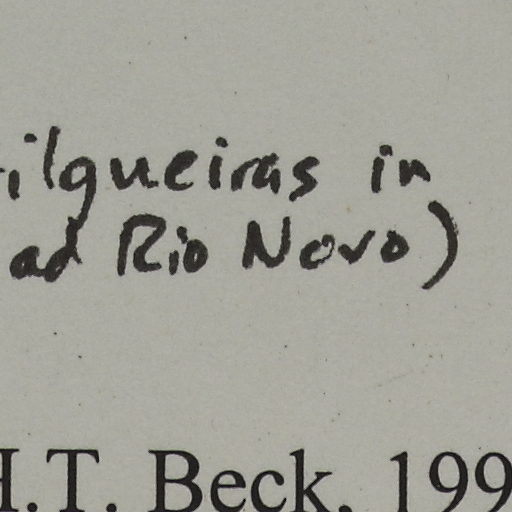 ilgueiras in
ad Rio Novo)
H.T. Beck, 199